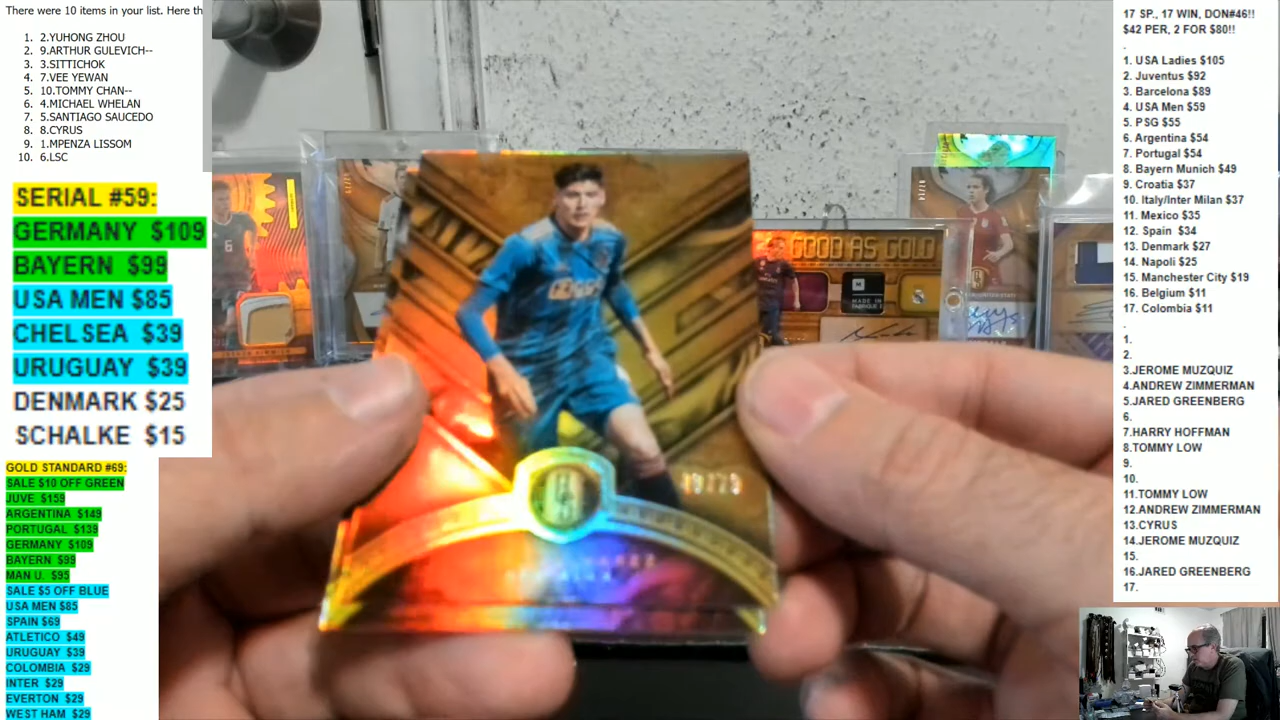 There were 10 items in your list. Here th
1. 2.YUHONG ZHOU
2. 9.ARTHUR GULEVICH--
3. 3.SITTICHOK
4. 7.VEE YEWAN
5. 10.TOMMY CHAN--
6. 4.MICHAEL WHELAN
7. 5.SANTIAGO SAUCEDO
8. 8.CYRUS
9. 1.MPENZA LISSOM
10. 6.LSC
SERIAL #59:
GERMANY $109
BAYERN $99
USA MEN $85
CHELSEA $39
URUGUAY $39
DENMARK $25
SCHALKE $15
GOLD STANDARD #69:
SALE $10 OFF GREEN
JUVE $159
ARGENTINA $149
PORTUGAL $139
GERMANY $109
BAYERN $99
MAN U. $95
SALE $5 OFF BLUE
USA MEN $85
SPAIN $69
ATLETICO $49
URUGUAY $39
COLOMBIA $29
INTER $29
EVERTON $29
WEST HAM $29
GOOD AS GOLD
MADE IN
17 SP., 17 WIN, DON#46!!
$42 PER, 2 FOR $80!!
.
1. USA Ladies $105
2. Juventus $92
3. Barcelona $89
4. USA Men $59
5. PSG $55
6. Argentina $54
7. Portugal $54
8. Bayern Munich $49
9. Croatia $37
10. Italy/Inter Milan $37
11. Mexico $35
12. Spain $34
13. Denmark $27
14. Napoli $25
15. Manchester City $19
16. Belgium $11
17. Colombia $11
.
1.
2.
3.JEROME MUZQUIZ
4.ANDREW ZIMMERMAN
5.JARED GREENBERG
6.
7.HARRY HOFFMAN
8.TOMMY LOW
9.
10.
11.TOMMY LOW
12.ANDREW ZIMMERMAN
13.CYRUS
14.JEROME MUZQUIZ
15.
16.JARED GREENBERG
17.